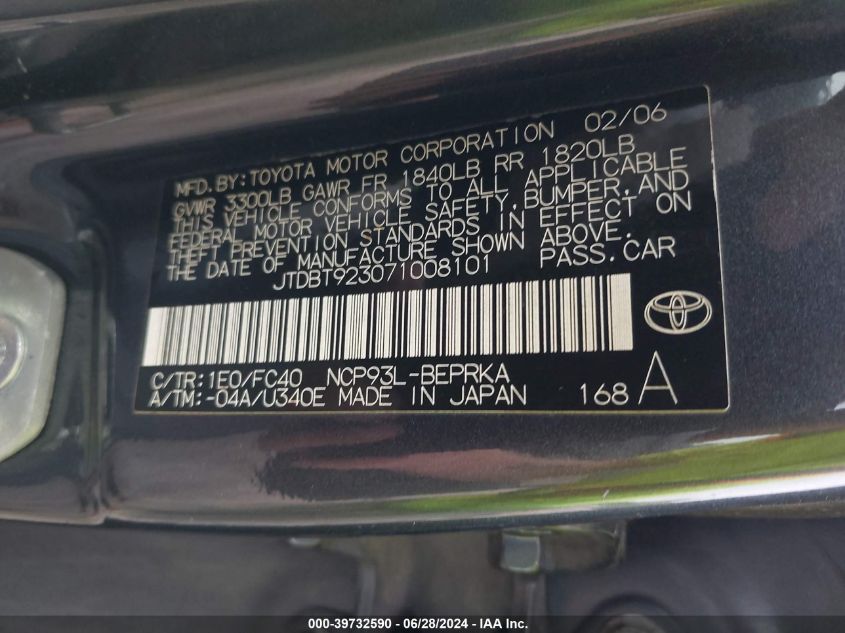 MFD.BY:TOYOTA MOTOR CORPORATION 02/06
GVWR 3300LB GAWR FR 1840LB RR 1820LB
THIS VEHICLE CONFORMS TO ALL APPLICABLE
FEDERAL MOTOR VEHICLE SAFETY, BUMPER, AND
THEFT PREVENTION STANDARDS IN EFFECT ON
THE DATE OF MANUFACTURE SHOWN ABOVE.
JTDBT923071008101 PASS.CAR
C/TR:1E0/FC40 NCP93L-BEPRKA
A/TM:-04A/U340E MADE IN JAPAN 168 A
000-39732590 - 06/28/2024 - IAA Inc.